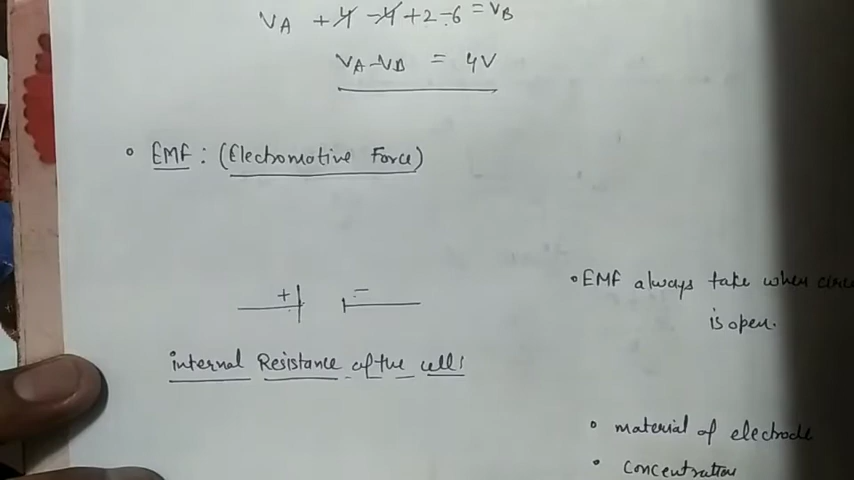 VA + 4 - 4 + 2 - 6 = VB
VA - VB = 4V
• EMF : (Electromotive Force)
+ -
• EMF always take when
is open.
internal Resistance of the cell:
• material of electrode
• concentration